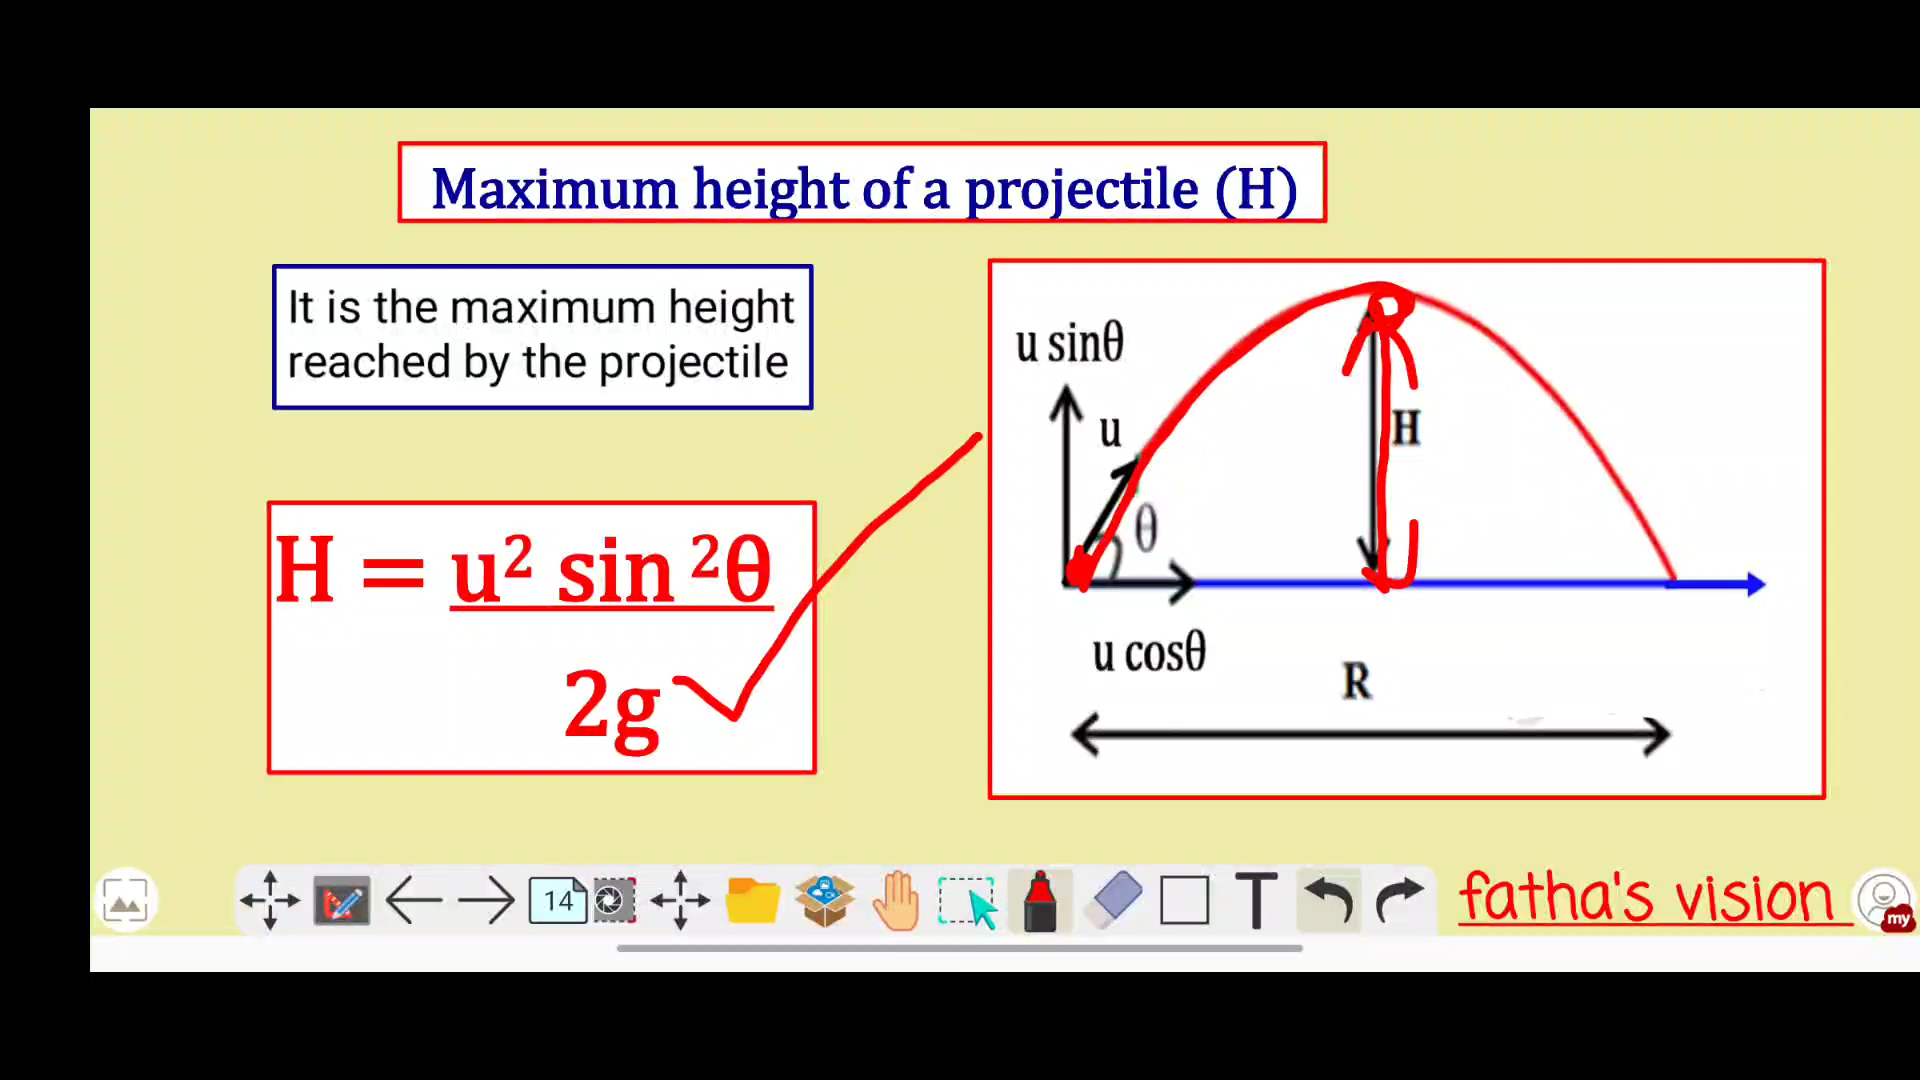 Maximum height of a projectile (H)
It is the maximum height
reached by the projectile
H = u² sin ²θ
2g
u sinθ
u
θ
H
u cosθ
R
14
T
fatha's vision
my